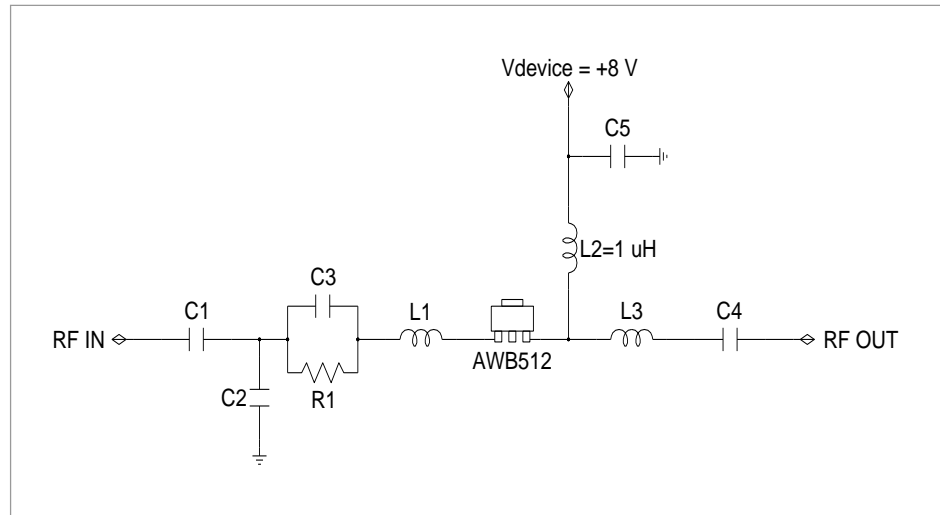 Vdevice = +8 V
C5
L2=1 uH
C3
C1
L1
L3
C4
RF IN
RF OUT
AWB512
C2
R1